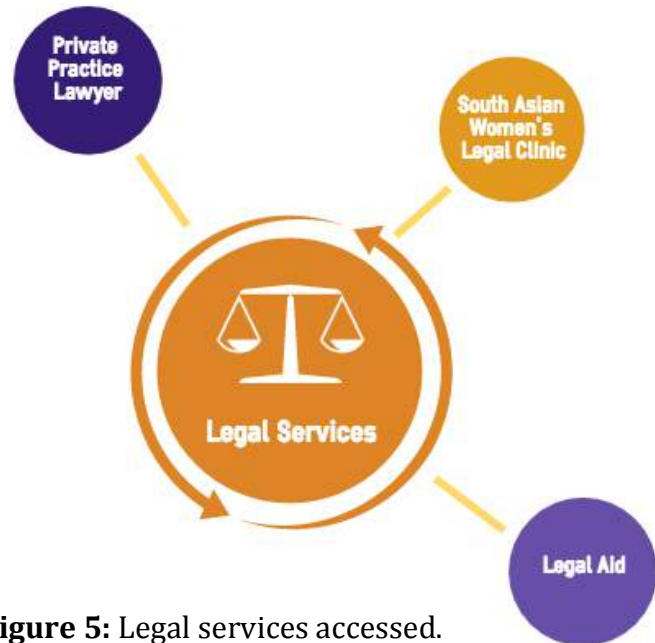 Private
Practice
Lawyer
South Asian
Women's
Legal Clinic
Legal Services
Legal Aid
igure 5: Legal services accessed.